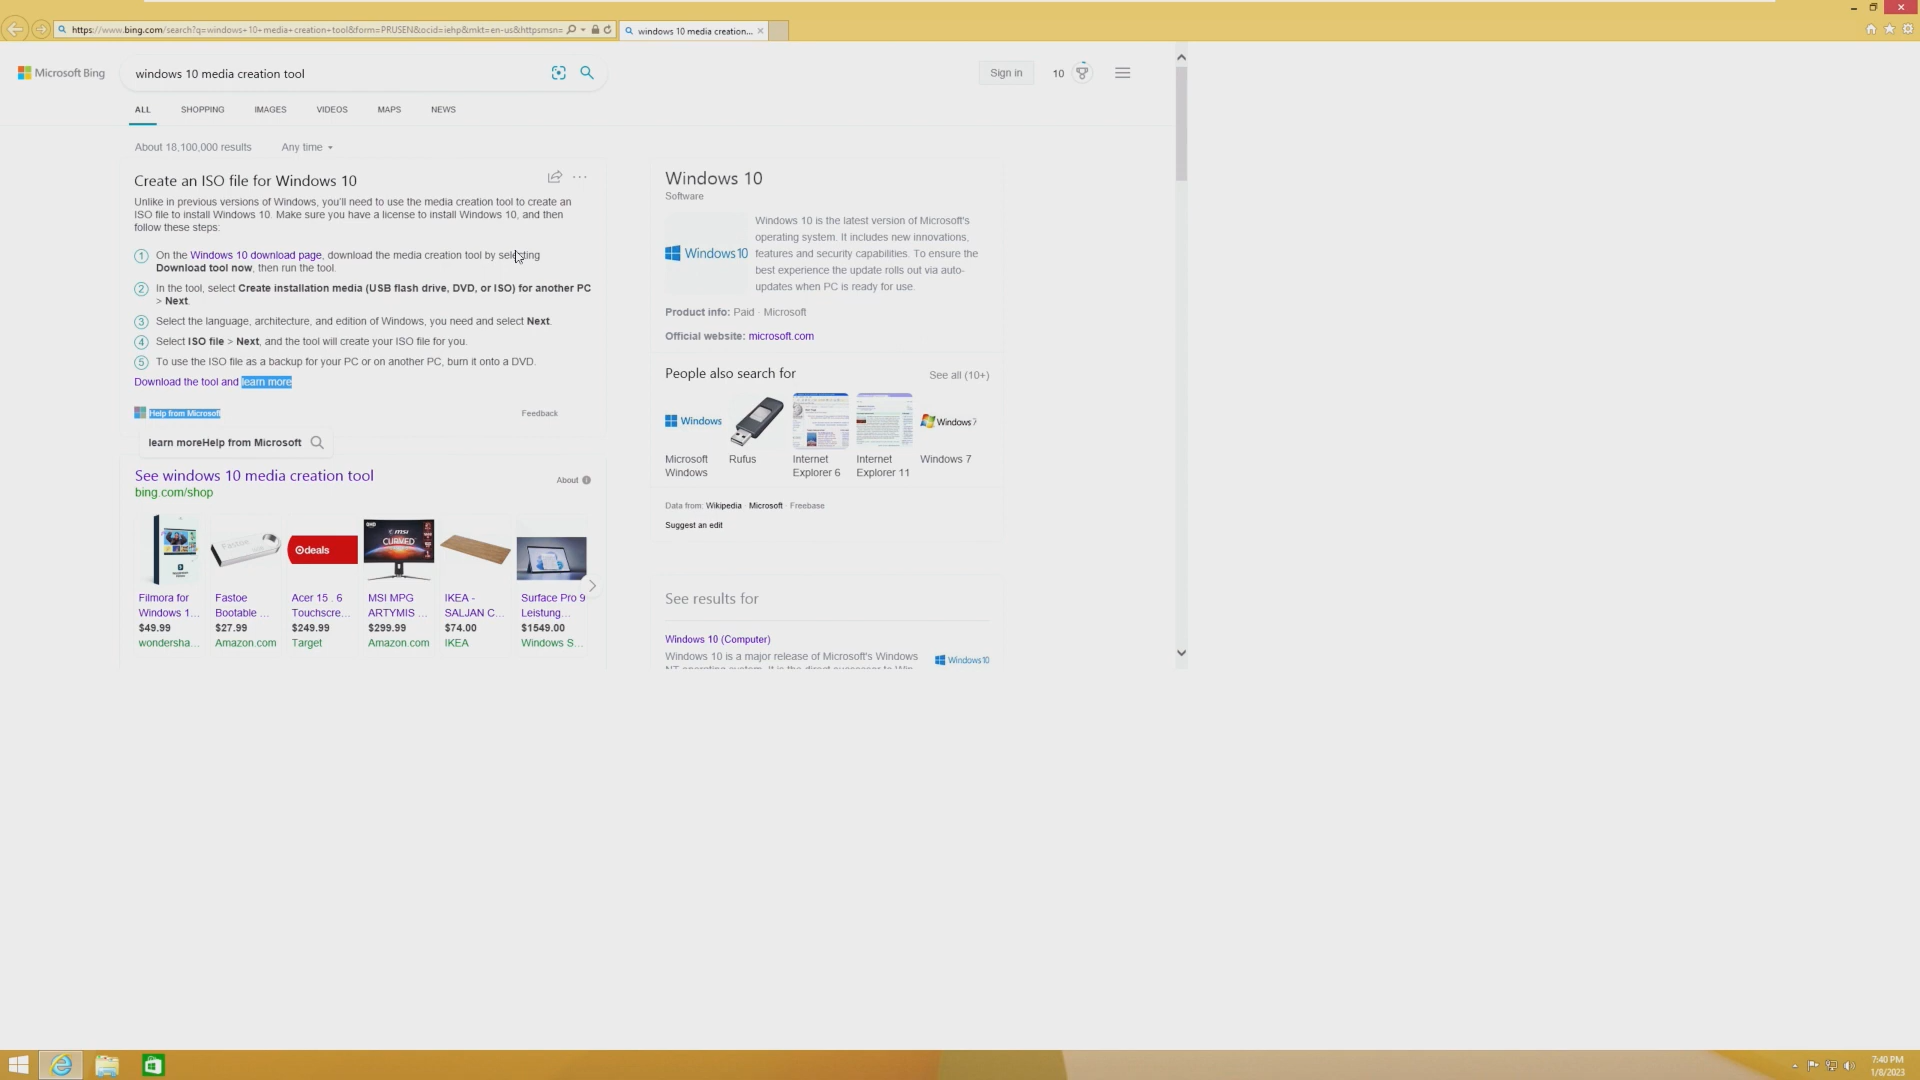 https://www.bing.com/search?q=windows+10+media+creation+tool&form=PRUSEN&ocid=iehp&mkt=en-us&httpsmsn=
windows 10 media creation...
Microsoft Bing
windows 10 media creation tool
Sign in
10
ALL
SHOPPING
IMAGES
VIDEOS
MAPS
NEWS
About 18,100,000 results
Any time
Create an ISO file for Windows 10
Unlike in previous versions of Windows, you'll need to use the media creation tool to create an
ISO file to install Windows 10. Make sure you have a license to install Windows 10, and then
follow these steps:
1 On the Windows 10 download page, download the media creation tool by selecting
Download tool now, then run the tool.
2 In the tool, select Create installation media (USB flash drive, DVD, or ISO) for another PC
> Next.
3 Select the language, architecture, and edition of Windows, you need and select Next.
4 Select ISO file > Next, and the tool will create your ISO file for you.
5 To use the ISO file as a backup for your PC or on another PC, burn it onto a DVD.
Download the tool and learn more
Help from Microsoft
Feedback
learn moreHelp from Microsoft
See windows 10 media creation tool
About
bing.com/shop
deals
msi
CURVED
Filmora for
Windows 1...
$49.99
wondersha...
Fastoe
Bootable ...
$27.99
Amazon.com
Acer 15 . 6
Touchscre...
$249.99
Target
MSI MPG
ARTYMIS ...
$299.99
Amazon.com
IKEA -
SALJAN C...
$74.00
IKEA
Surface Pro 9
Leistung...
$1549.00
Windows S...
Windows 10
Software
Windows10
Windows 10 is the latest version of Microsoft's
operating system. It includes new innovations,
features and security capabilities. To ensure the
best experience the update rolls out via auto-
updates when PC is ready for use.
Product info: Paid · Microsoft
Official website: microsoft.com
People also search for
See all (10+)
Windows
Windows 7
Microsoft
Windows
Rufus
Internet
Explorer 6
Internet
Explorer 11
Windows 7
Data from: Wikipedia · Microsoft · Freebase
Suggest an edit
See results for
Windows 10 (Computer)
Windows 10 is a major release of Microsoft's Windows
Windows10
7:40 PM
1/8/2023